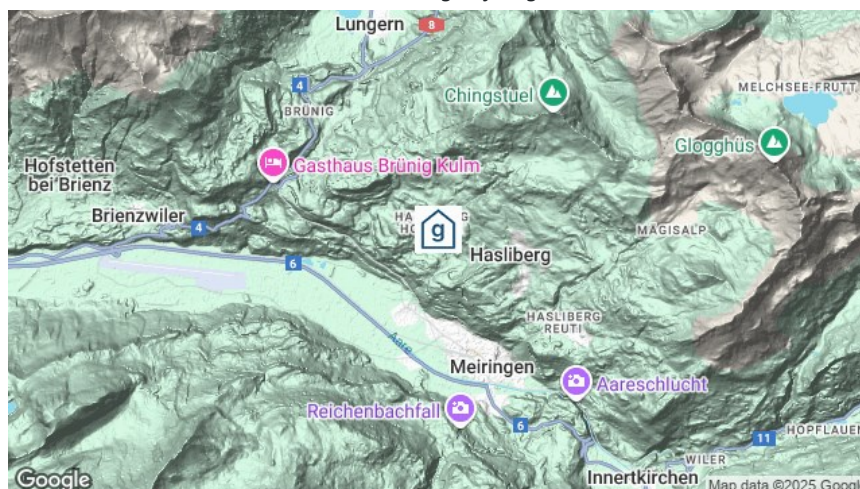 Lungern
8
4
Chingstuel
MELCHSEE-FRUTT
BRÜNIG
Glogghüs
Hofstetten
bei Brienz
Gasthaus Brünig Kulm
Brienzwiler
4
g
Hasliberg
MÄGISALP
6
HASLIBERG
REUTI
Aare
Meiringen
Aareschlucht
Reichenbachfall
6
11
HOPFLAUEN
WILER
Innertkirchen
Google
Map data ©2025 Google